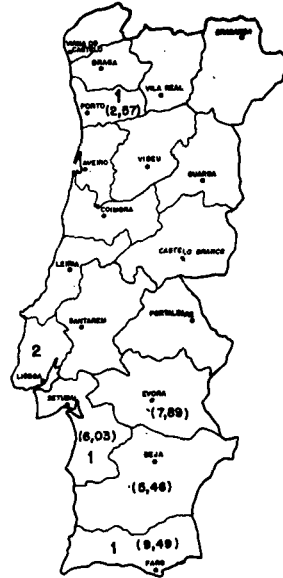 BRAGANÇA
VIANA DO CASTELO
BRAGA
VILA REAL
1
PORTO (2,57)
AVEIRO
VISEU
GUARDA
COIMBRA
CASTELO BRANCO
LEIRIA
SANTAREM
PORTALEGRE
2
LISBOA
SETUBAL
EVORA
(7,89)
(6,03)
1
BEJA
(5,46)
1 (9,49)
FARO